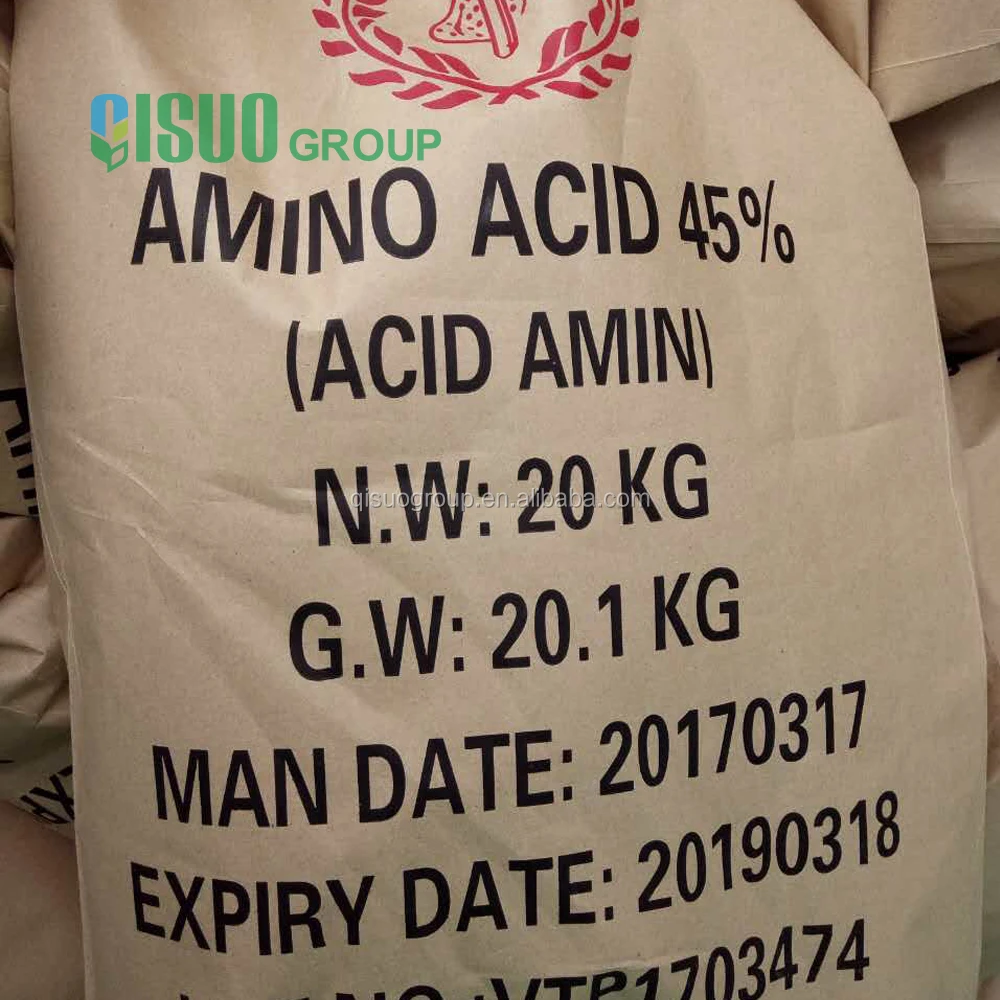 QISUO GROUP
AMINO ACID 45%
(ACID AMIN)
N.W: 20 KG
qisuogroup.en.alibaba.com
G.W: 20.1 KG
MAN DATE: 20170317
EXPIRY DATE: 20190318